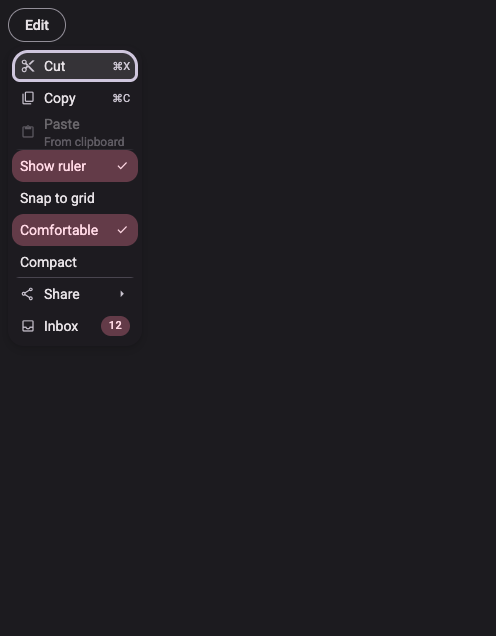 Edit
Cut ⌘X
Copy ⌘C
Paste
From clipboard
Show ruler
Snap to grid
Comfortable
Compact
Share
Inbox 12